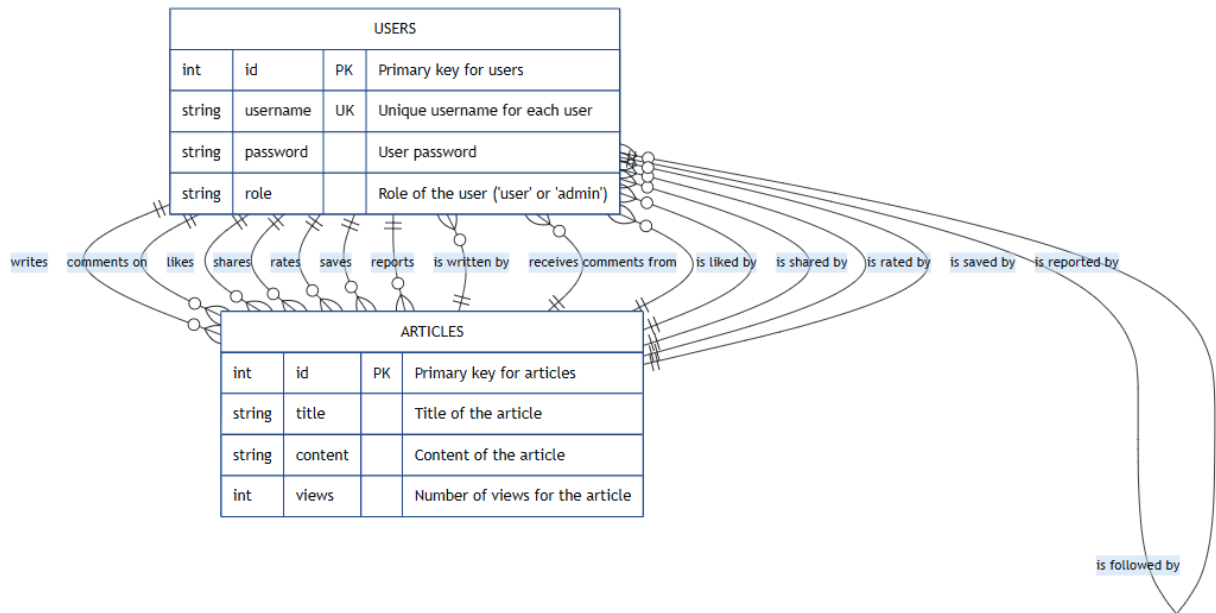 USERS
int id PK Primary key for users
string username UK Unique username for each user
string password User password
string role Role of the user ('user' or 'admin')
writes comments on likes shares rates saves reports is written by receives comments from is liked by is shared by is rated by is saved by is reported by
ARTICLES
int id PK Primary key for articles
string title Title of the article
string content Content of the article
int views Number of views for the article
is followed by